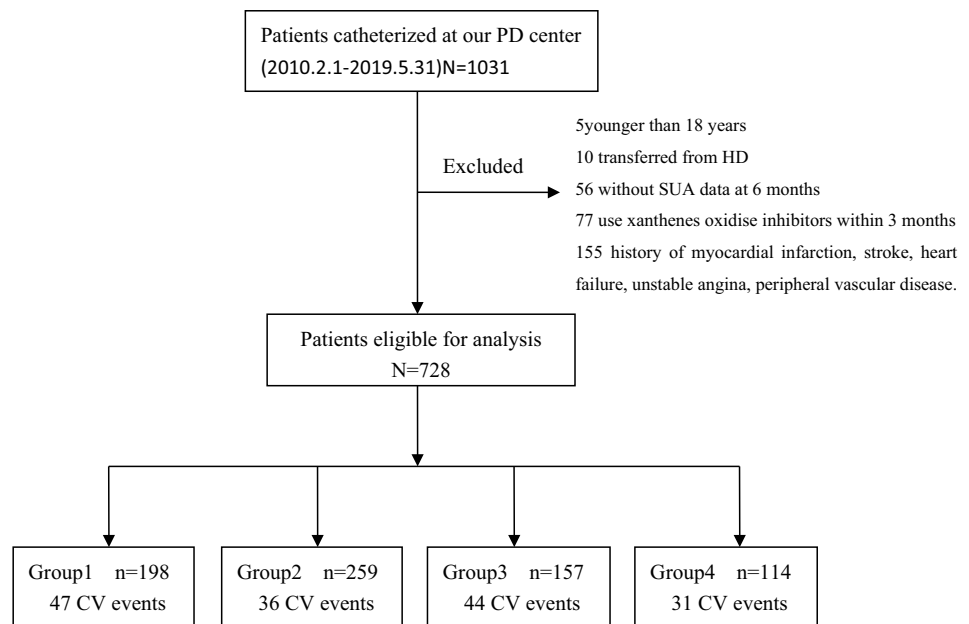 Patients catheterized at our PD center
(2010.2.1-2019.5.31)N=1031
Excluded
5younger than 18 years
10 transferred from HD
56 without SUA data at 6 months
77 use xanthenes oxidise inhibitors within 3 months
155 history of myocardial infarction, stroke, heart
failure, unstable angina, peripheral vascular disease.
Patients eligible for analysis
N=728
Group1 n=198
47 CV events
Group2 n=259
36 CV events
Group3 n=157
44 CV events
Group4 n=114
31 CV events